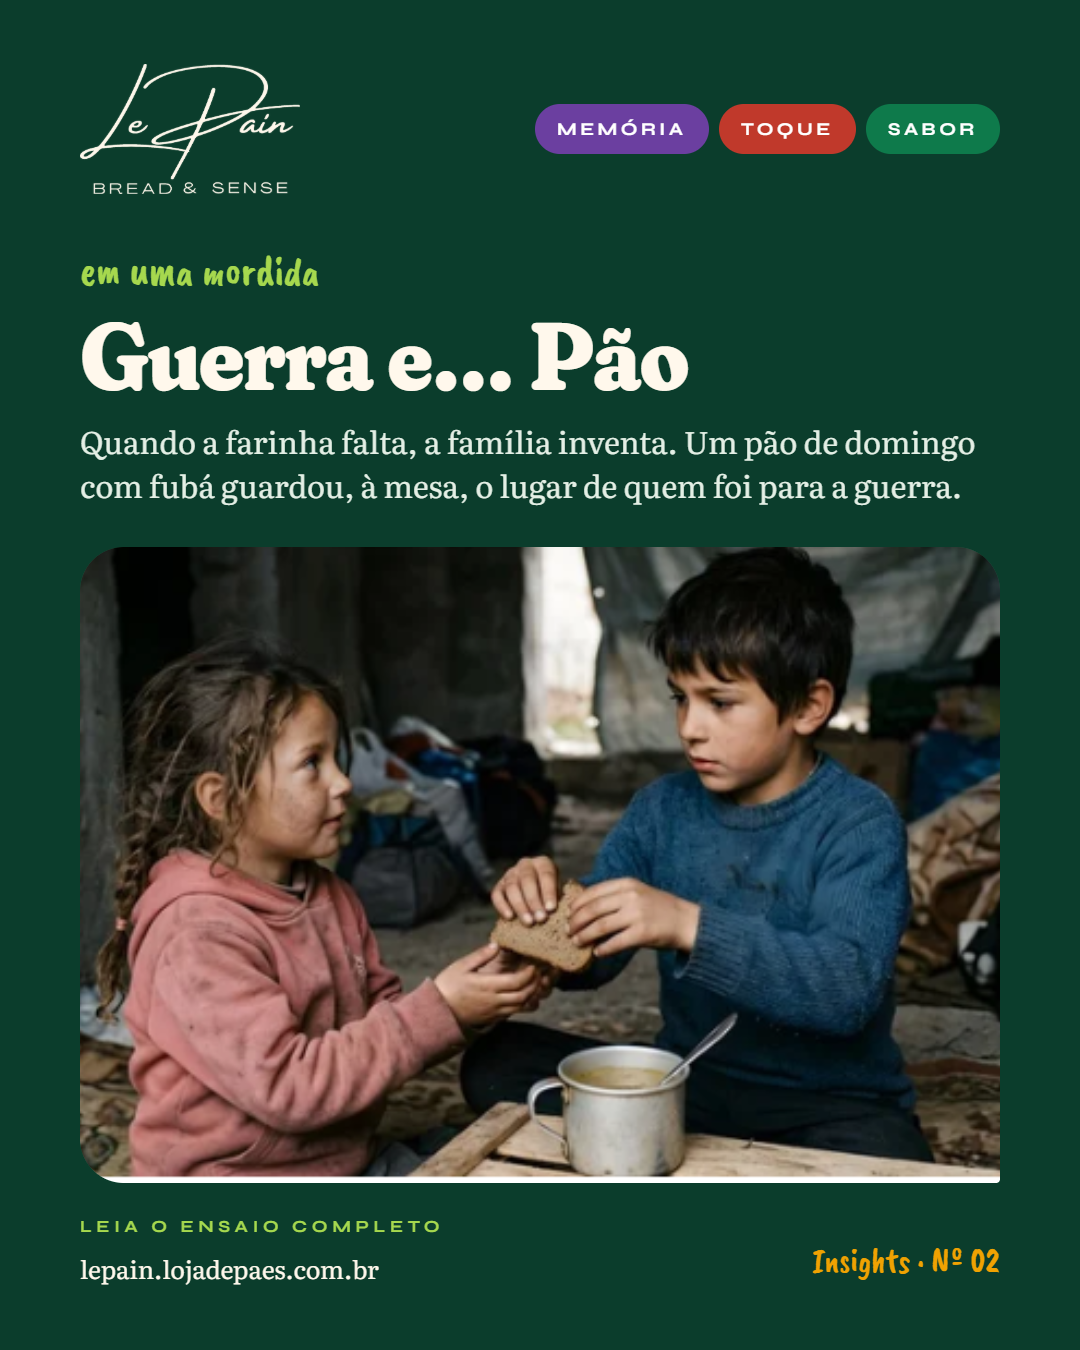 Le Pain
BREAD & SENSE
MEMÓRIA
TOQUE
SABOR
em uma mordida
Guerra e... Pão
Quando a farinha falta, a família inventa. Um pão de domingo
com fubá guardou, à mesa, o lugar de quem foi para a guerra.
LEIA O ENSAIO COMPLETO
lepain.lojadepaes.com.br
Insights · Nº 02